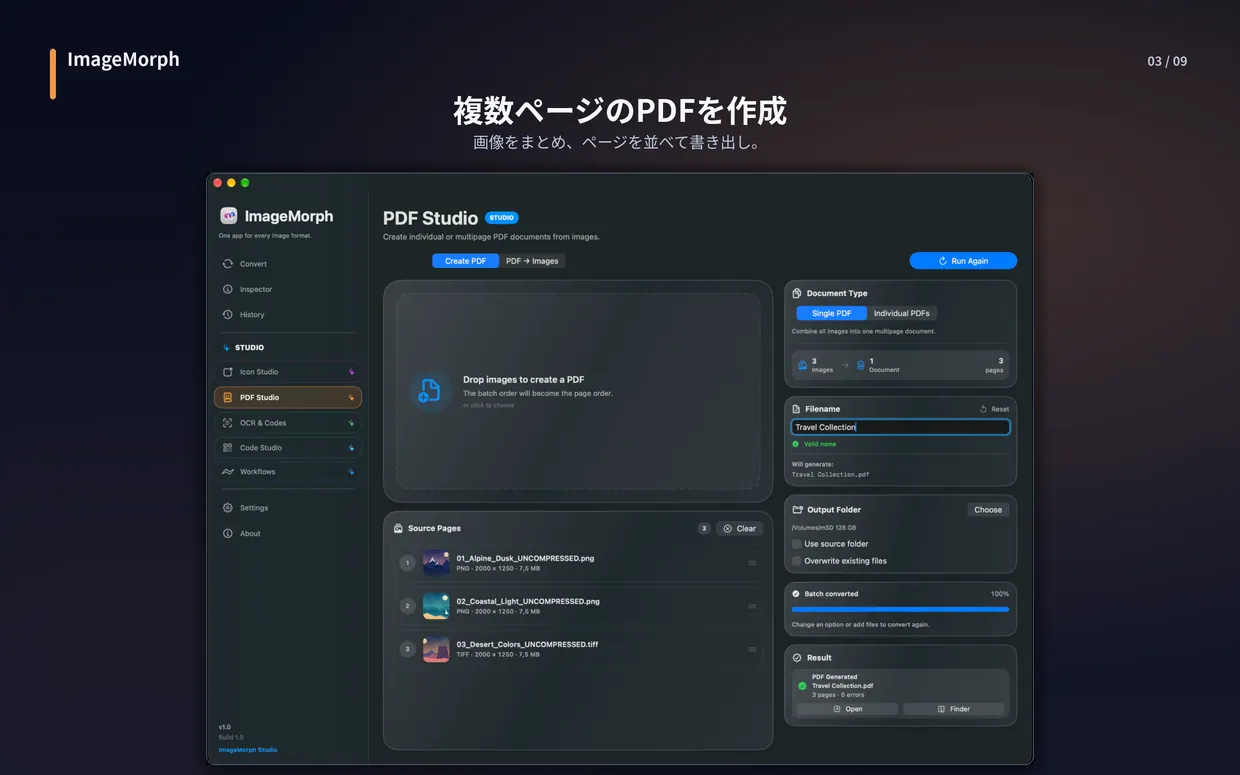 ImageMorph
03 / 09
複数ページのPDFを作成
画像をまとめ、ページを並べて書き出し。
ImageMorph
One app for every image format.
Convert
Inspector
History
STUDIO
Icon Studio
PDF Studio
OCR & Codes
Code Studio
Workflows
Settings
About
v1.0
Build 1.0
ImageMorph Studio
PDF Studio STUDIO
Create individual or multipage PDF documents from images.
Create PDF PDF → Images
Run Again
Drop images to create a PDF
The batch order will become the page order.
or click to choose
Source Pages 3 Clear
1
01_Alpine_Dusk_UNCOMPRESSED.png
PNG · 2000 × 1250 · 7,5 MB
2
02_Coastal_Light_UNCOMPRESSED.png
PNG · 2000 × 1250 · 7,5 MB
3
03_Desert_Colors_UNCOMPRESSED.tiff
TIFF · 2000 × 1250 · 7,5 MB
Document Type
Single PDF Individual PDFs
Combine all images into one multipage document.
3 → 1 3
Images Document pages
Filename Reset
Travel Collection
Valid name
Will generate:
Travel Collection.pdf
Output Folder Choose
/Volumes/mSD 128 GB
Use source folder
Overwrite existing files
Batch converted 100%
Change an option or add files to convert again.
Result
PDF Generated
Travel Collection.pdf
3 pages · 0 errors
Open Finder